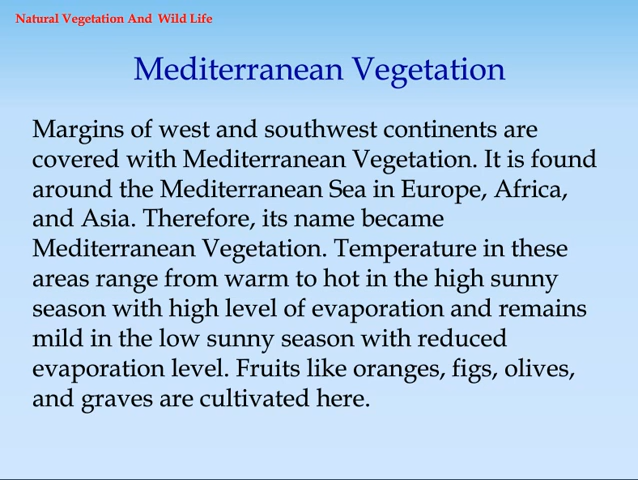 Natural Vegetation And Wild Life
Mediterranean Vegetation
Margins of west and southwest continents are
covered with Mediterranean Vegetation. It is found
around the Mediterranean Sea in Europe, Africa,
and Asia. Therefore, its name became
Mediterranean Vegetation. Temperature in these
areas range from warm to hot in the high sunny
season with high level of evaporation and remains
mild in the low sunny season with reduced
evaporation level. Fruits like oranges, figs, olives,
and graves are cultivated here.